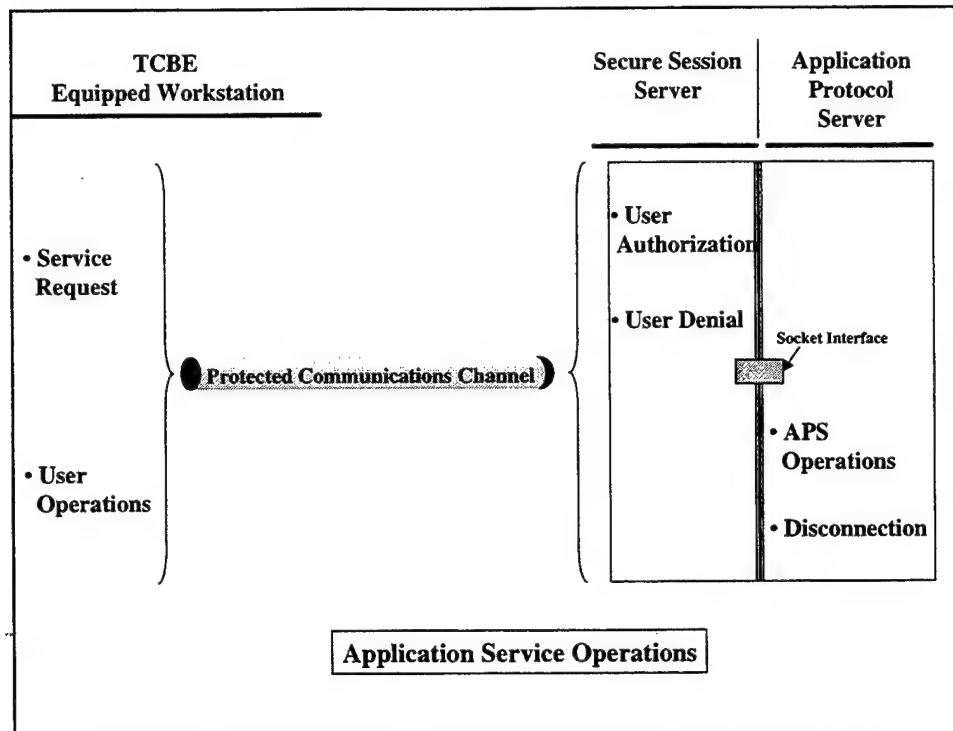 TCBE
Equipped Workstation
Secure Session
Server
Application
Protocol
Server
• Service
Request
• User
Operations
Protected Communications Channel
• User
Authorization
• User Denial
Socket Interface
• APS
Operations
• Disconnection
Application Service Operations